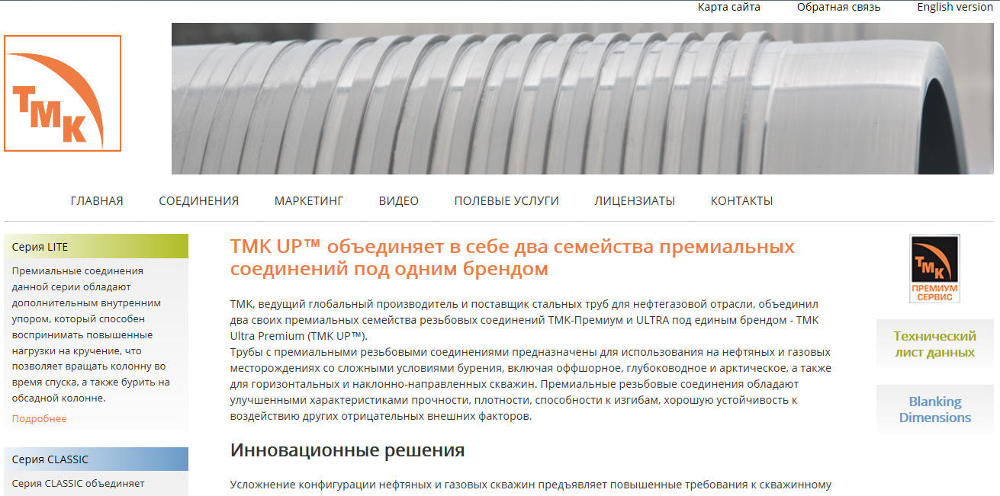 Карта сайта
Обратная связь
English version
ТМК
ГЛАВНАЯ
СОЕДИНЕНИЯ
МАРКЕТИНГ
ВИДЕО
ПОЛЕВЫЕ УСЛУГИ
ЛИЦЕНЗИАТЫ
КОНТАКТЫ
Серия LITE
Премиальные соединения
данной серии обладают
дополнительным внутренним
упором, который способен
воспринимать повышенные
нагрузки на кручение, что
позволяет вращать колонну во
время спуска, а также бурить на
обсадной колонне.
Подробнее
Серия CLASSIC
Серия CLASSIC объединяет
TMK UP™ объединяет в себе два семейства премиальных
соединений под одним брендом
ТМК, ведущий глобальный производитель и поставщик стальных труб для нефтегазовой отрасли, объединил
два своих премиальных семейства резьбовых соединений ТМК-Премиум и ULTRA под единым брендом - TMK
Ultra Premium (TMK UP™).
Трубы с премиальными резьбовыми соединениями предназначены для использования на нефтяных и газовых
месторождениях со сложными условиями бурения, включая оффшорное, глубоководное и арктическое, а также
для горизонтальных и наклонно-направленных скважин. Премиальные резьбовые соединения обладают
улучшенными характеристиками прочности, плотности, способности к изгибам, хорошую устойчивость к
воздействию других отрицательных внешних факторов.
Инновационные решения
Усложнение конфигурации нефтяных и газовых скважин предъявляет повышенные требования к скважинному
ТМК
ПРЕМИУМ
СЕРВИС
Технический
лист данных
Blanking
Dimensions